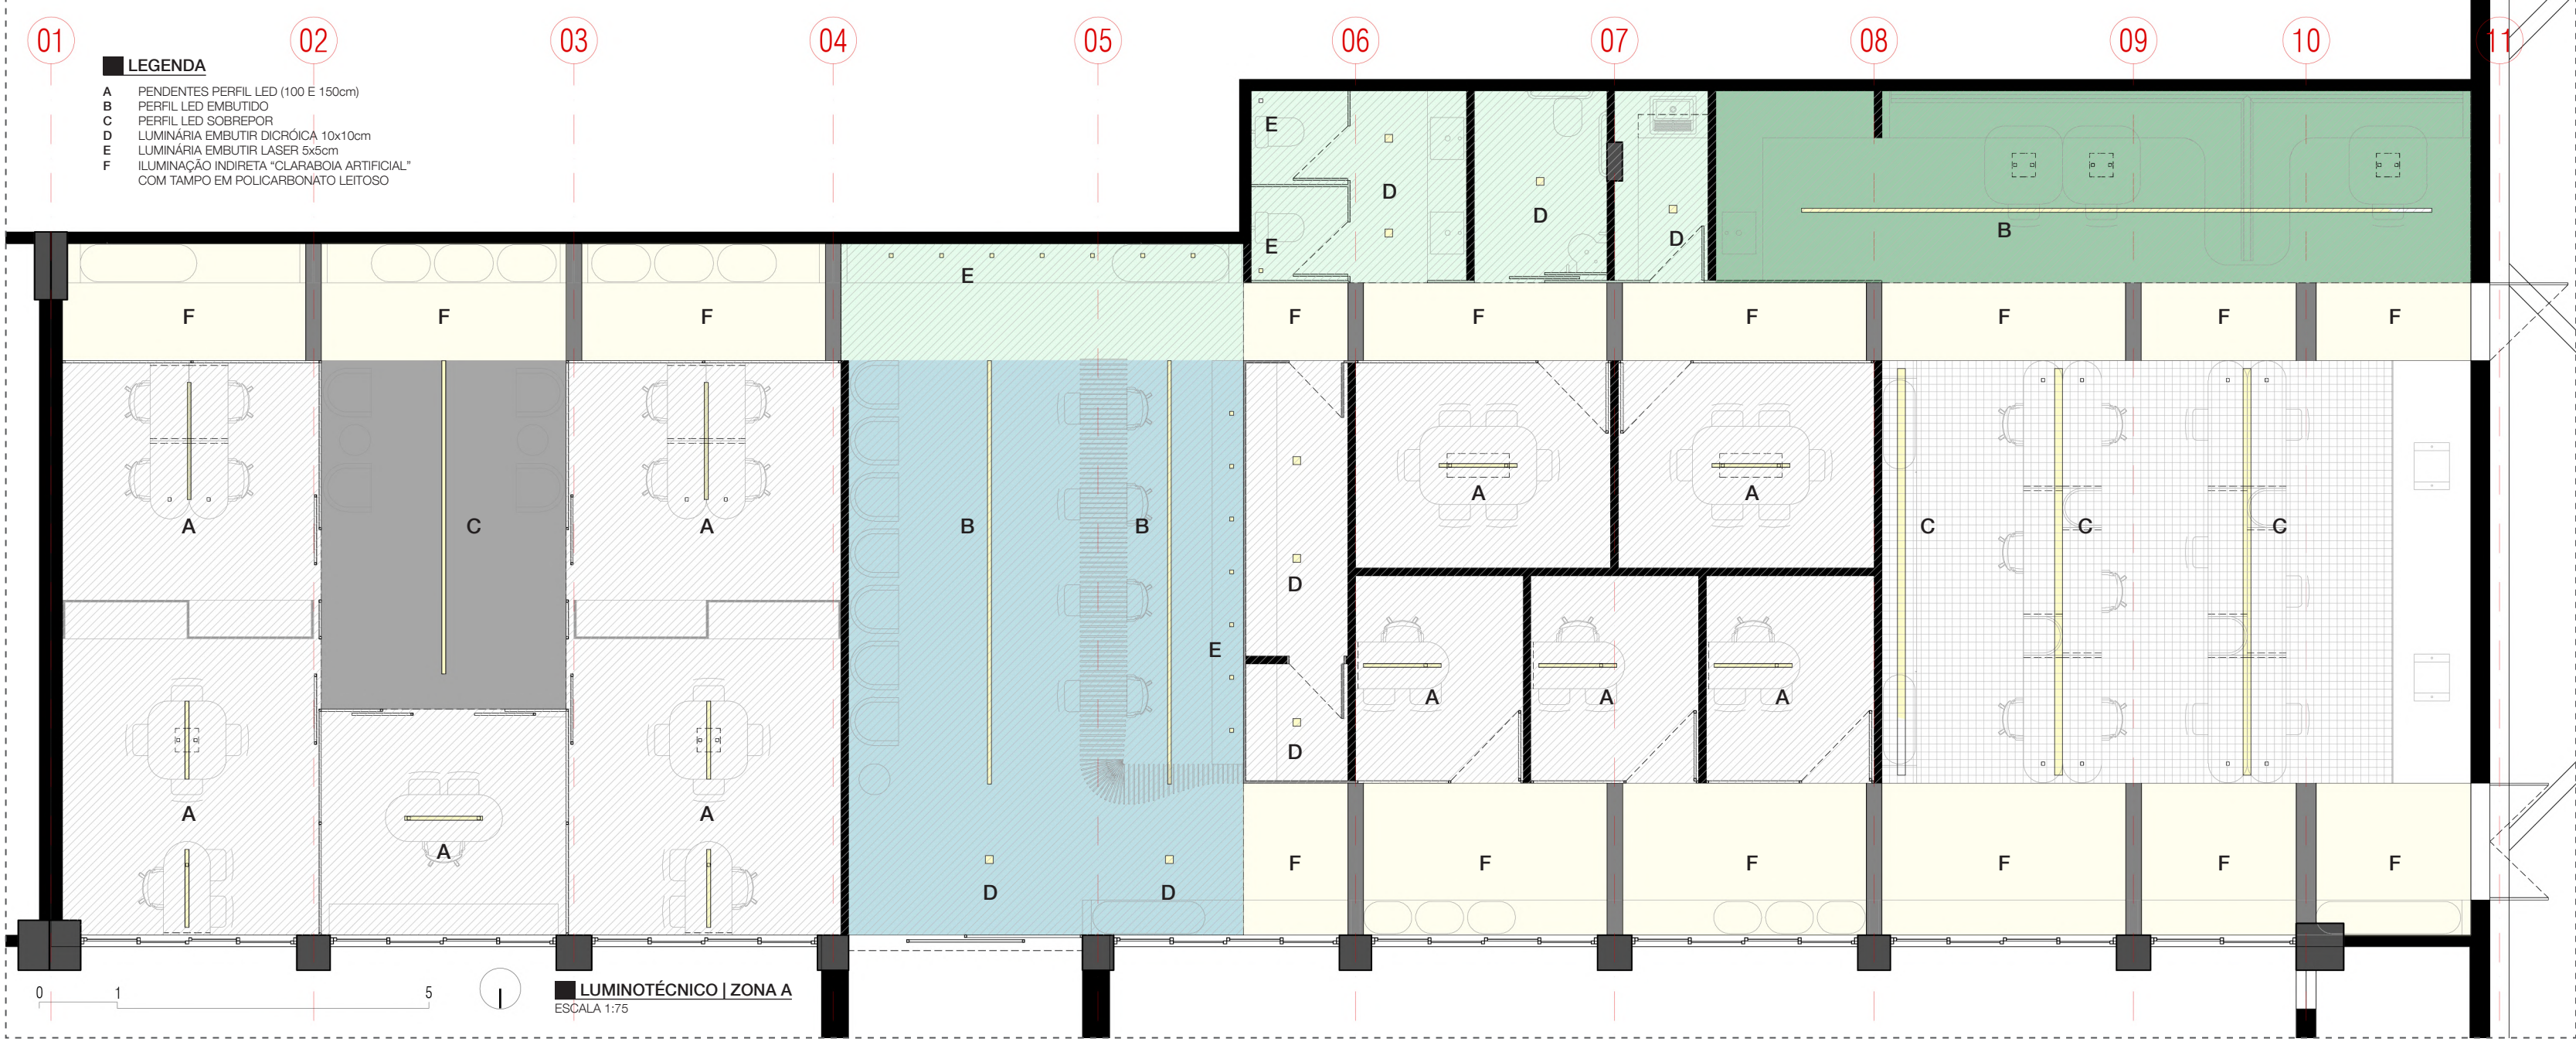 01 02 03 04 05 06 07 08 09 10 11
LEGENDA
A PENDENTES PERFIL LED (100 E 150cm)
B PERFIL LED EMBUTIDO
C PERFIL LED SOBREPOR
D LUMINÁRIA EMBUTIR DICRÓICA 10x10cm
E LUMINÁRIA EMBUTIR LASER 5x5cm
F ILUMINAÇÃO INDIRETA “CLARABOIA ARTIFICIAL”
COM TAMPO EM POLICARBONATO LEITOSO
E
D
D
D
B
E
E
F F F F F F F F F
A A A A
C B B C C C
D
E
A A A
D
A A
A
F F F F F F
D D
0 1 5
LUMINOTÉCNICO | ZONA A
ESCALA 1:75